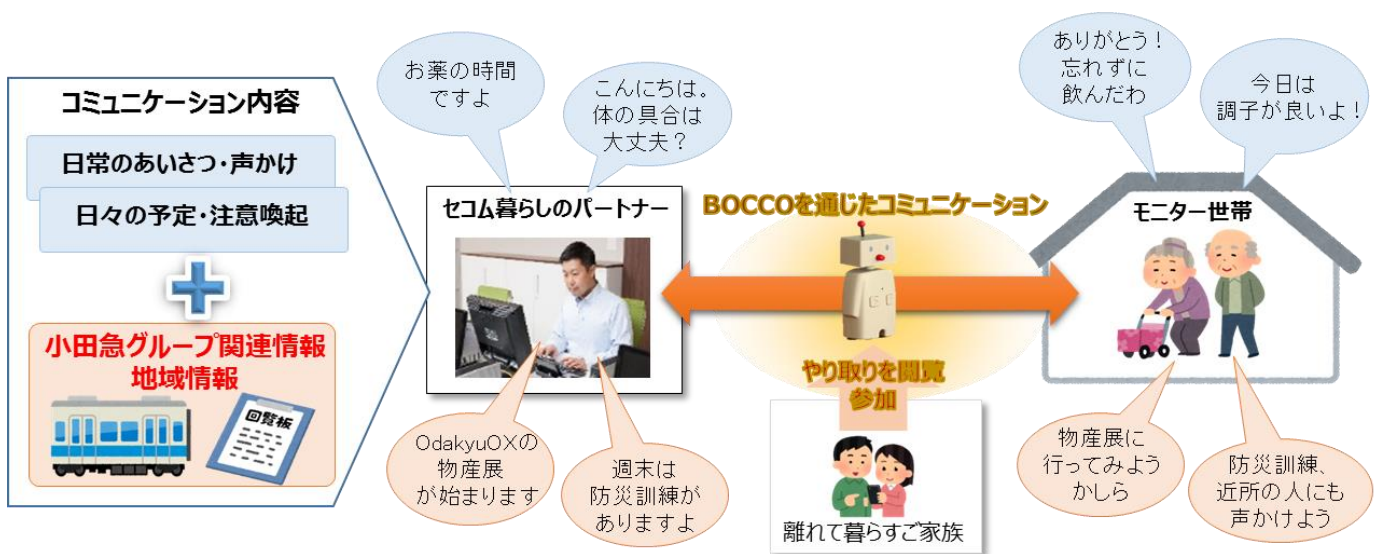 コミュニケーション内容
日常のあいさつ・声かけ
日々の予定・注意喚起
小田急グループ関連情報
地域情報
回覧板
お薬の時間
ですよ
こんにちは。
体の具合は
大丈夫？
セコム暮らしのパートナー
OdakyuOXの
物産展
が始まります
週末は
防災訓練が
ありますよ
BOCCOを通じたコミュニケーション
やり取りを閲覧
参加
離れて暮らすご家族
ありがとう！
忘れずに
飲んだわ
今日は
調子が良いよ！
モニター世帯
物産展に
行ってみよう
かしら
防災訓練、
近所の人にも
声かけよう